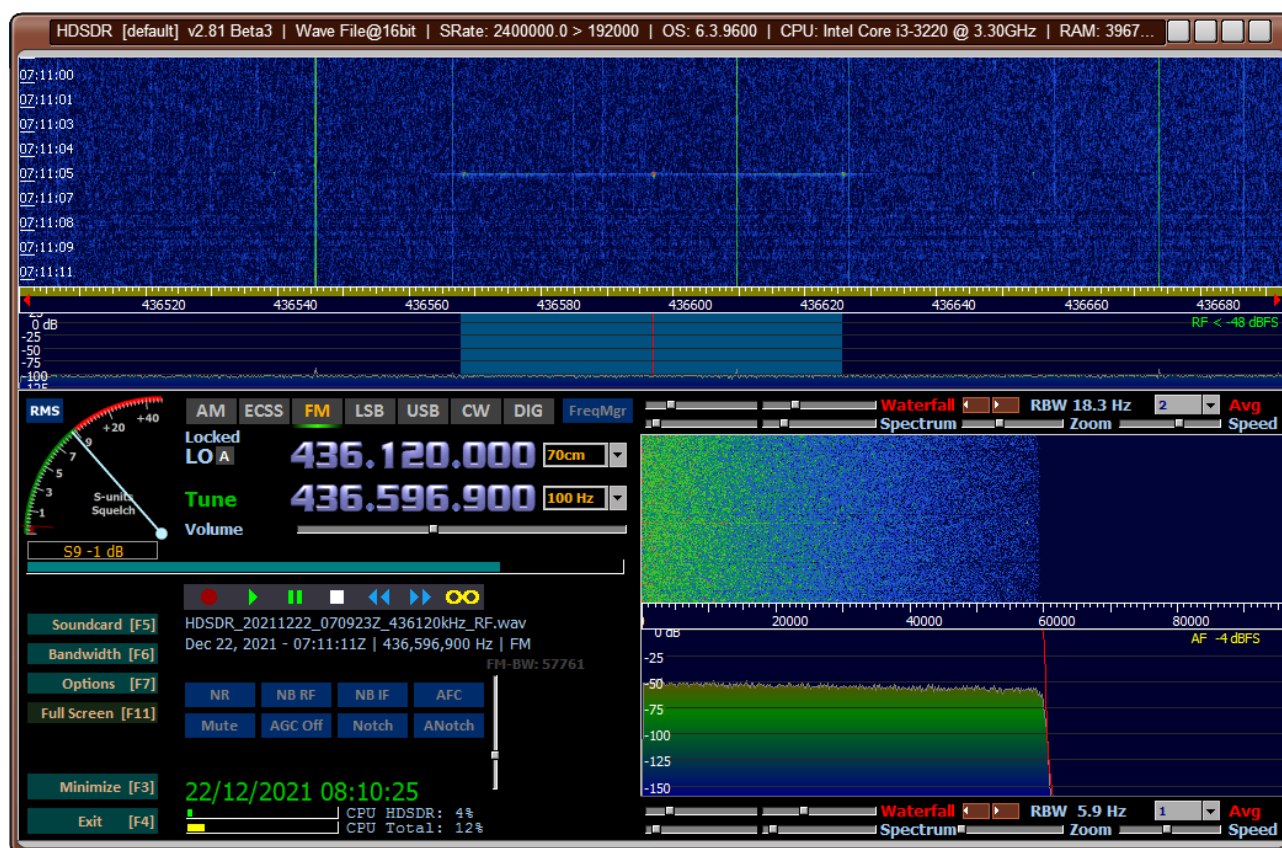 HDSDR [default] v2.81 Beta3 | Wave File@16bit | SRate: 2400000.0 > 192000 | OS: 6.3.9600 | CPU: Intel Core i3-3220 @ 3.30GHz | RAM: 3967...
07:11:00
07:11:01
07:11:03
07:11:04
07:11:05
07:11:07
07:11:08
07:11:09
07:11:11
436520 436540 436560 436580 436600 436620 436640 436660 436680
0 dB
RF < -48 dBFS
-25
-50
-75
-100
RMS
1 3 5 7 9 +20 +40
S-units
Squelch
S9 -1 dB
AM ECSS FM LSB USB CW DIG FreqMgr
Locked
LO A 436.120.000 70cm
Tune 436.596.900 100 Hz
Volume
Waterfall RBW 18.3 Hz 2 Avg
Spectrum Zoom Speed
HDSDR_20211222_070923Z_436120kHz_RF.wav
Dec 22, 2021 - 07:11:11Z | 436,596,900 Hz | FM
FM-BW: 57761
Soundcard [F5]
Bandwidth [F6]
Options [F7]
Full Screen [F11]
Minimize [F3]
Exit [F4]
NR NB RF NB IF AFC
Mute AGC Off Notch ANotch
22/12/2021 08:10:25
CPU HDSDR: 4%
CPU Total: 12%
0 20000 40000 60000 80000
0 dB
AF -4 dBFS
-25
-50
-75
-100
-125
-150
Waterfall RBW 5.9 Hz 1 Avg
Spectrum Zoom Speed